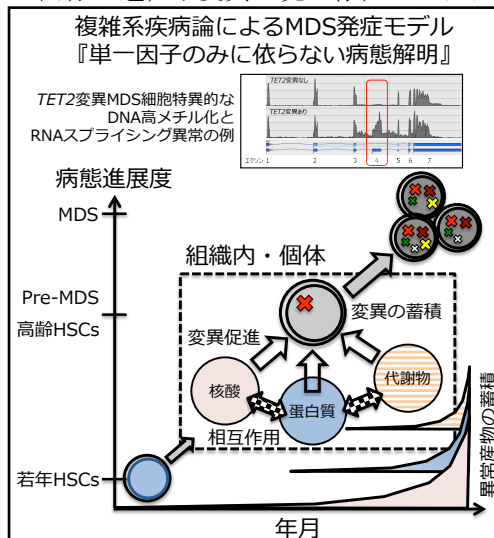 複雑系疾病論によるMDS発症モデル
『単一因子のみに依らない病態解明』
TET2変異MDS細胞特異的な
DNA高メチル化と
RNAスプライシング異常の例
TET2変異なし
TET2変異あり
エクソン 1 2 3 4 5 6 7
病態進展度
MDS
組織内・個体
Pre-MDS
高齢HSCs
変異促進
変異の蓄積
核酸
蛋白質
代謝物
相互作用
若年HSCs
異常産物の蓄積
年月